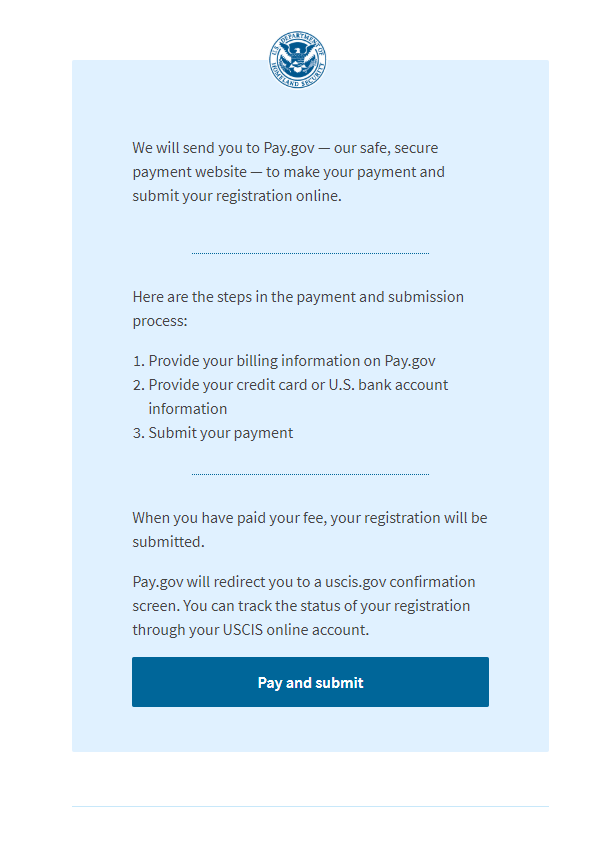 U.S. DEPARTMENT OF HOMELAND SECURITY
We will send you to Pay.gov — our safe, secure
payment website — to make your payment and
submit your registration online.
Here are the steps in the payment and submission
process:
1. Provide your billing information on Pay.gov
2. Provide your credit card or U.S. bank account
information
3. Submit your payment
When you have paid your fee, your registration will be
submitted.
Pay.gov will redirect you to a uscis.gov confirmation
screen. You can track the status of your registration
through your USCIS online account.
Pay and submit